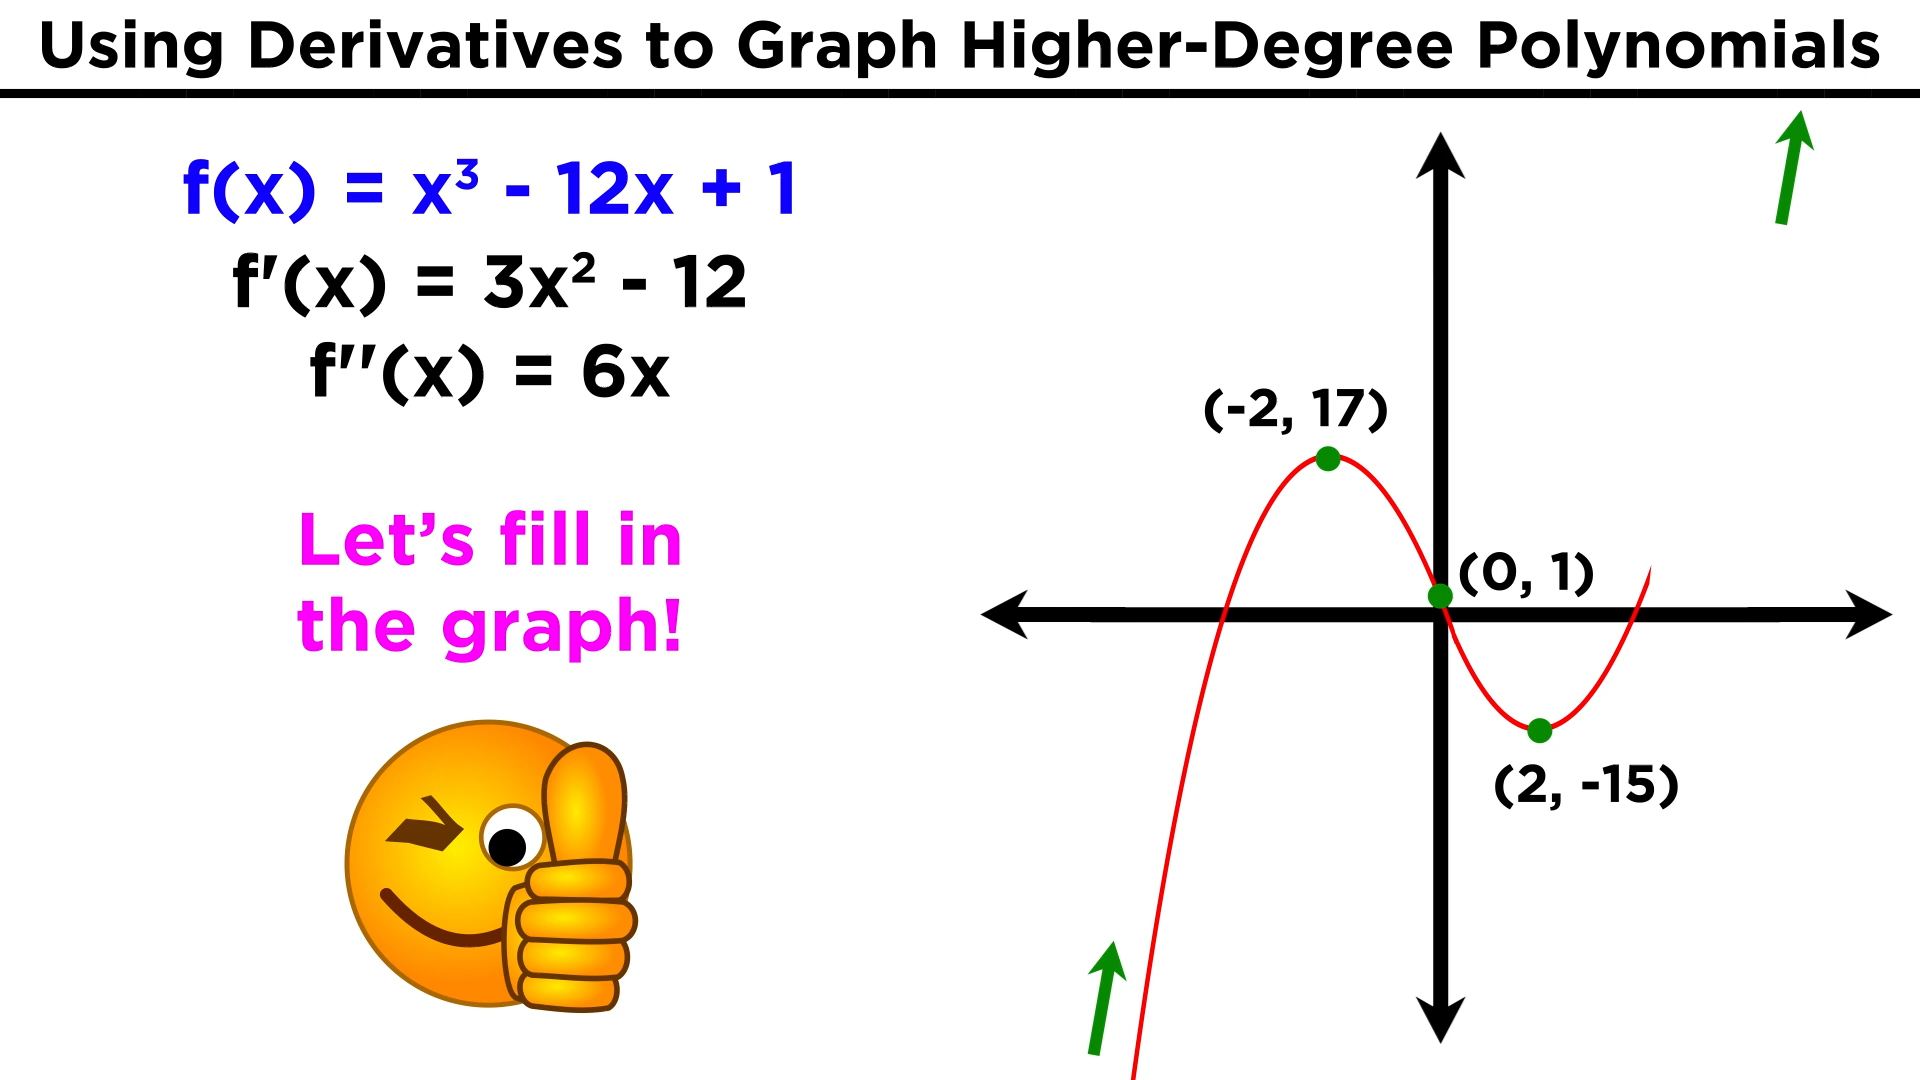 Using Derivatives to Graph Higher-Degree Polynomials
f(x) = x³ - 12x + 1
f'(x) = 3x² - 12
f''(x) = 6x
Let’s fill in
the graph!
(-2, 17)
(0, 1)
(2, -15)